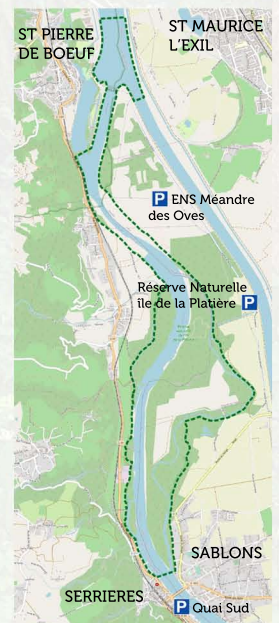 ST PIERRE
DE BOEUF
ST MAURICE
L'EXIL
P ENS Méandre
des Oves
Réserve Naturelle
île de la Platière P
SABLONS
SERRIERES
P Quai Sud